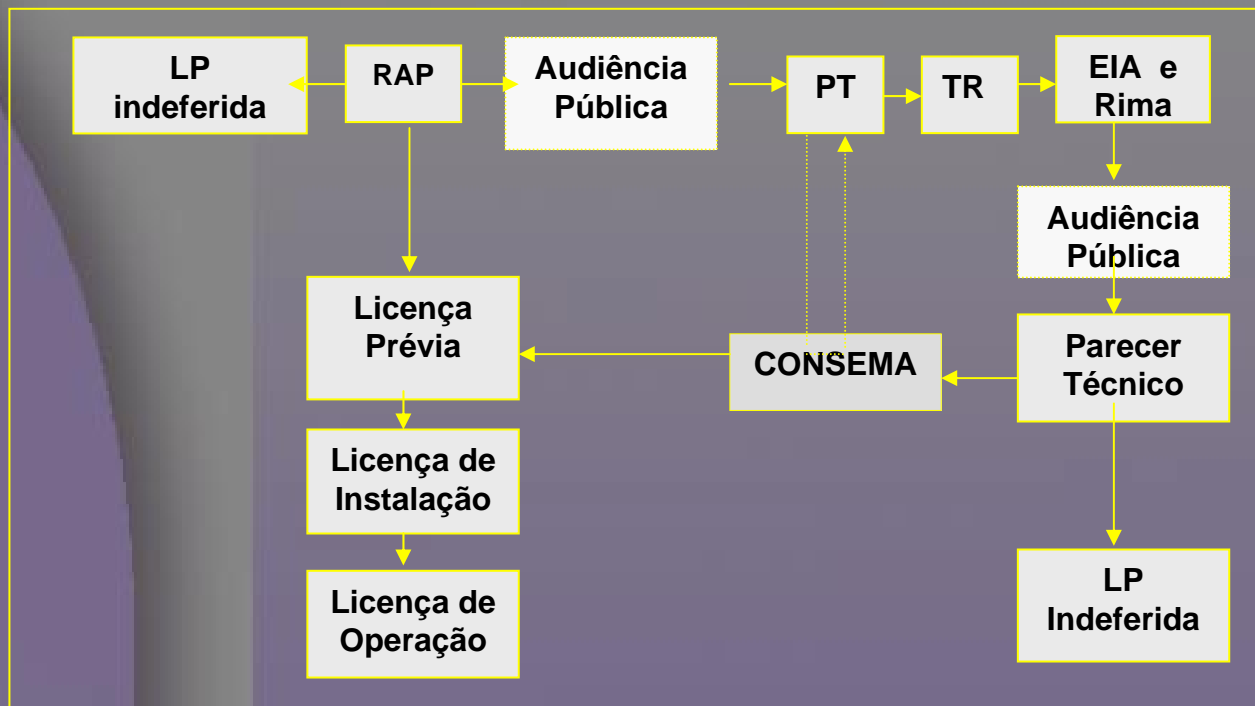 LP
indeferida
RAP
Audiência
Pública
PT
TR
EIA e
Rima
Audiência
Pública
Licença
Prévia
CONSEMA
Parecer
Técnico
Licença de
Instalação
Licença de
Operação
LP
Indeferida